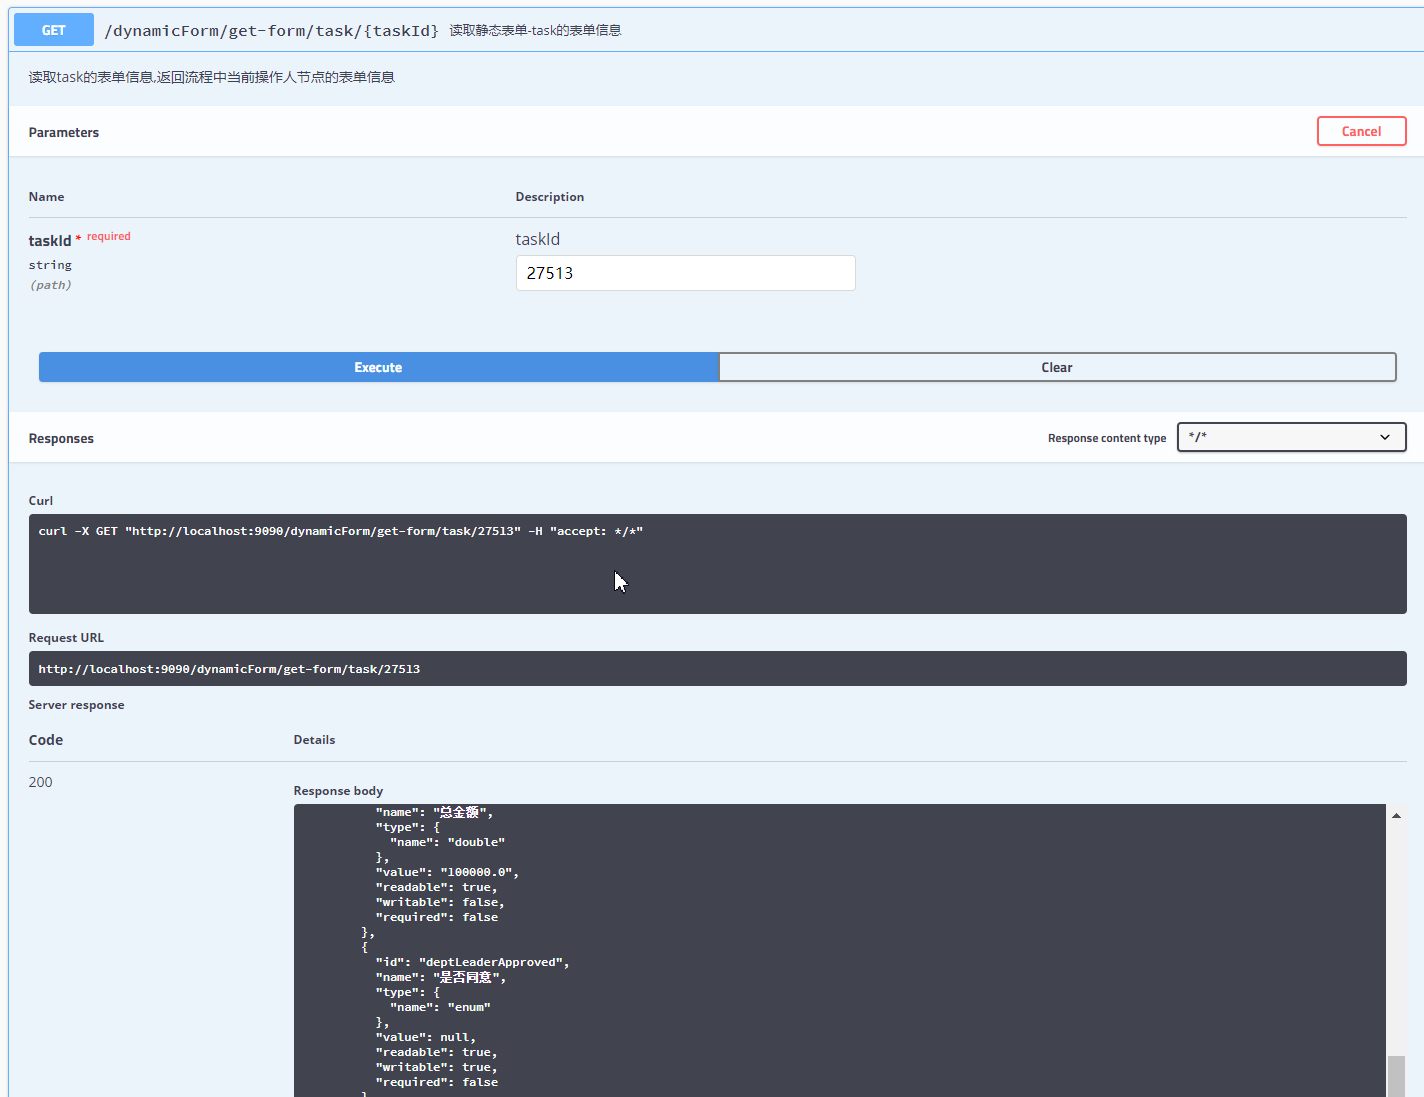 GET /dynamicForm/get-form/task/{taskId} 读取静态表单-task的表单信息
读取task的表单信息,返回流程中当前操作人节点的表单信息
Parameters Cancel
Name Description
taskId * required taskId
string
(path)
27513
Execute Clear
Responses Response content type */*
Curl
curl -X GET "http://localhost:9090/dynamicForm/get-form/task/27513" -H "accept: */*"
Request URL
http://localhost:9090/dynamicForm/get-form/task/27513
Server response
Code Details
200
Response body
"name": "总金额",
"type": {
"name": "double"
},
"value": "100000.0",
"readable": true,
"writable": false,
"required": false
},
{
"id": "deptLeaderApproved",
"name": "是否同意",
"type": {
"name": "enum"
},
"value": null,
"readable": true,
"writable": true,
"required": false